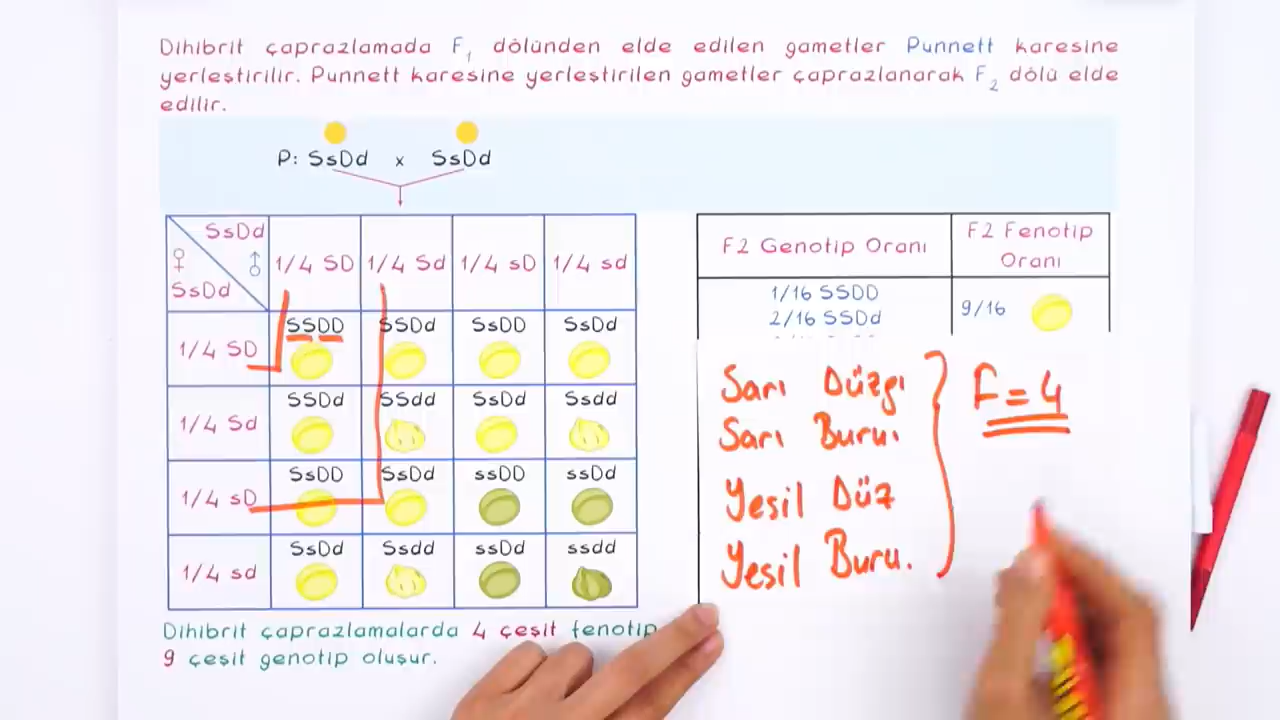 Dihibrit çaprazlamada F1 dölünden elde edilen gametler Punnett karesine
yerleştirilir. Punnett karesine yerleştirilen gametler çaprazlanarak F2 dölü elde
edilir.
P: SsDd x SsDd
SsDd
♀ ♂
SsDd
1/4 SD 1/4 Sd 1/4 sD 1/4 sd
1/4 SD SSDD SSDd SsDD SsDd
1/4 Sd SSDd SSdd SsDd Ssdd
1/4 sD SsDD SsDd ssDD ssDd
1/4 sd SsDd Ssdd ssDd ssdd
Dihibrit çaprazlamalarda 4 çeşit fenotip
9 çeşit genotip oluşur.
F2 Genotip Oranı
F2 Fenotip
Oranı
1/16 SSDD
2/16 SSDd
9/16
Sarı Düzgı
Sarı Buruı
Yesil Düz
Yesil Buru.
F = 4